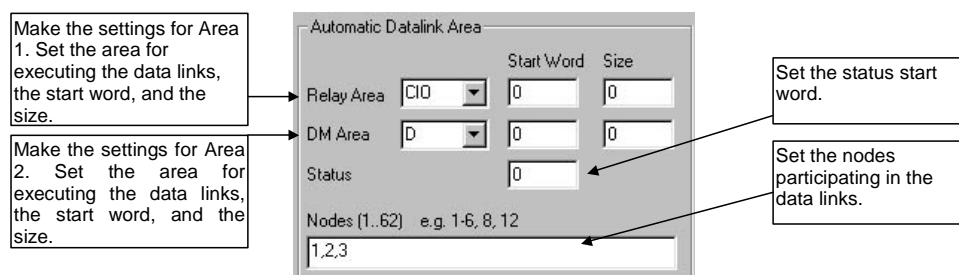 Make the settings for Area
1. Set the area for
executing the data links,
the start word, and the
size.
Make the settings for Area
2. Set the area for
executing the data links,
the start word, and the
size.
Automatic Datalink Area
Start Word Size
Relay Area CIO 0 0
DM Area D 0 0
Status 0
Nodes (1..62) e.g. 1-6, 8, 12
1,2,3
Set the status start
word.
Set the nodes
participating in the
data links.